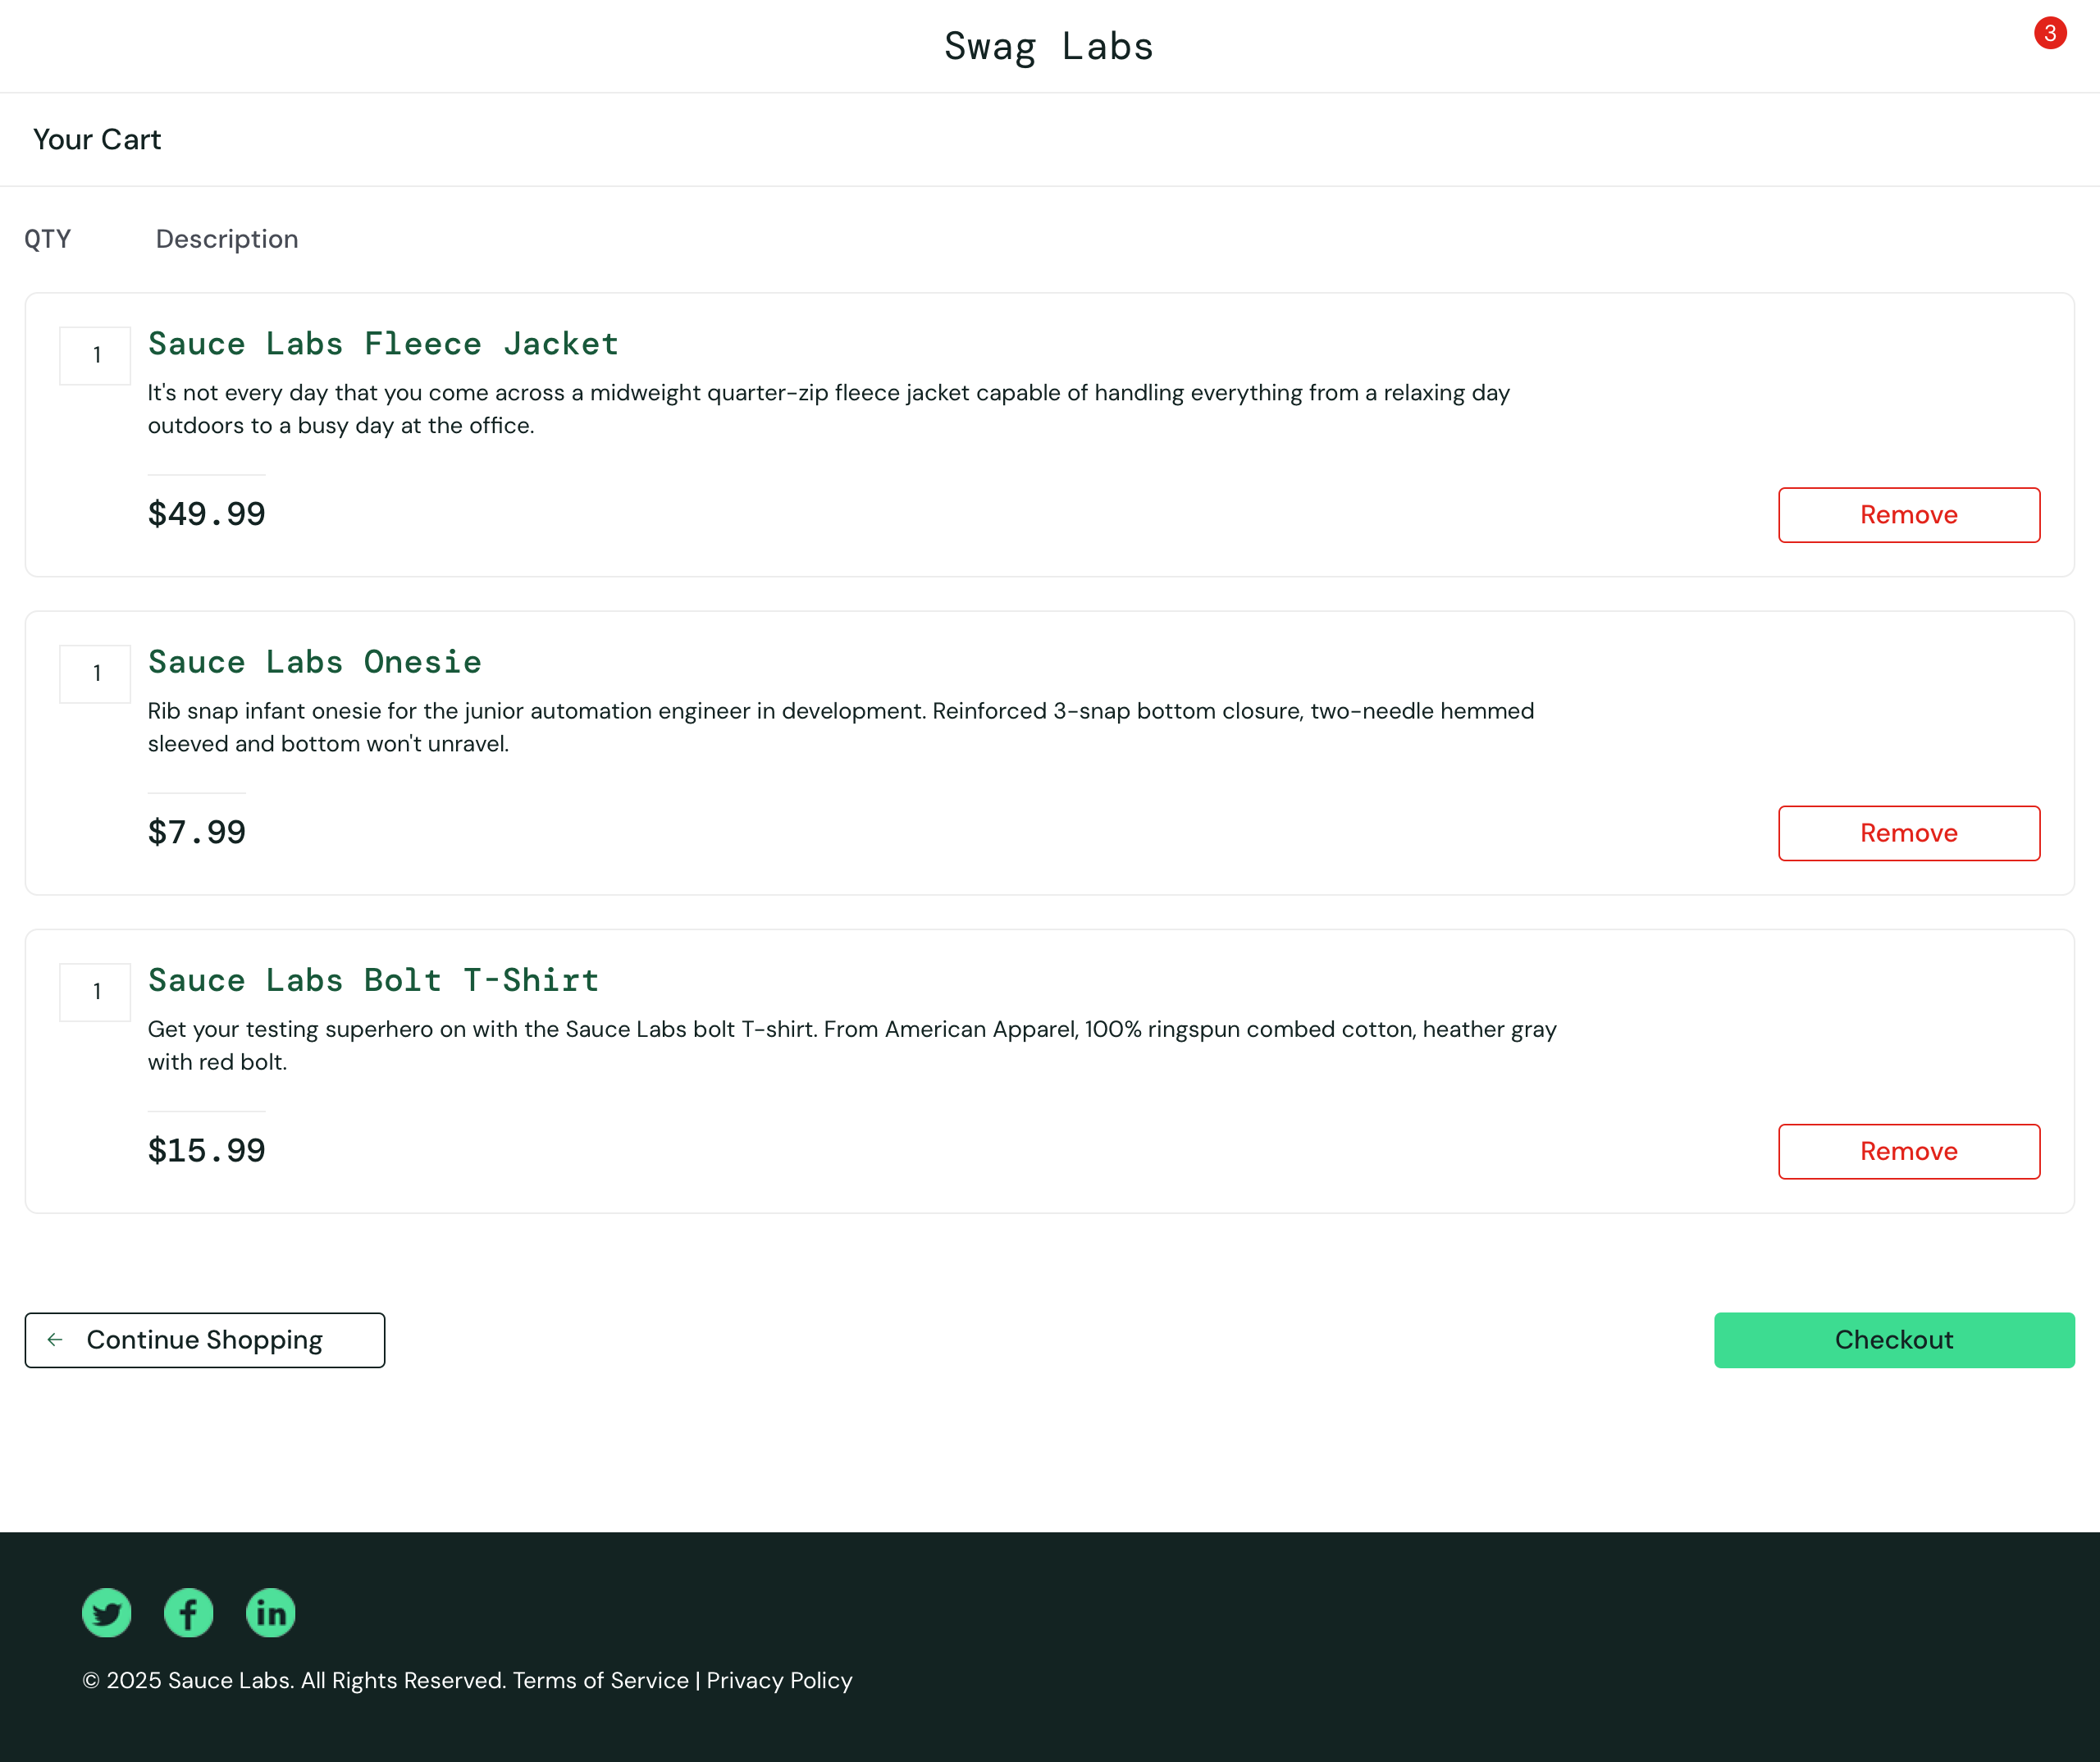 Swag Labs
3
Your Cart
QTY Description
1
Sauce Labs Fleece Jacket
It's not every day that you come across a midweight quarter-zip fleece jacket capable of handling everything from a relaxing day
outdoors to a busy day at the office.
$49.99
Remove
1
Sauce Labs Onesie
Rib snap infant onesie for the junior automation engineer in development. Reinforced 3-snap bottom closure, two-needle hemmed
sleeved and bottom won't unravel.
$7.99
Remove
1
Sauce Labs Bolt T-Shirt
Get your testing superhero on with the Sauce Labs bolt T-shirt. From American Apparel, 100% ringspun combed cotton, heather gray
with red bolt.
$15.99
Remove
Continue Shopping
Checkout
© 2025 Sauce Labs. All Rights Reserved. Terms of Service | Privacy Policy